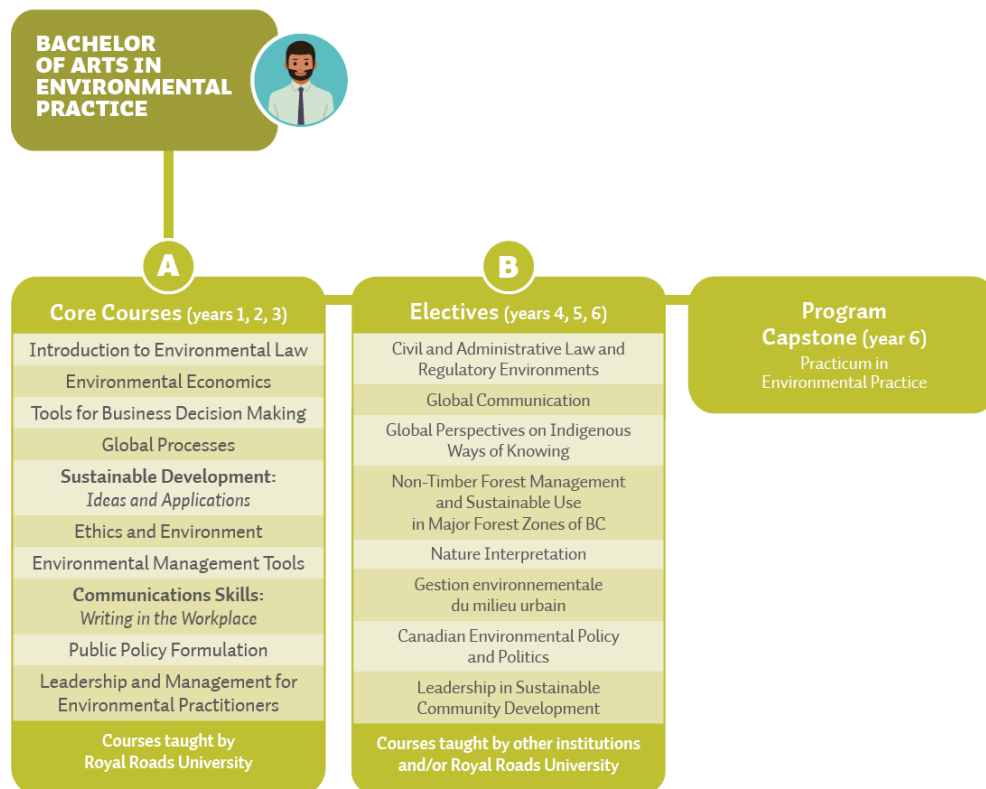 BACHELOR
OF ARTS IN
ENVIRONMENTAL
PRACTICE
A
Core Courses (years 1, 2, 3)
Introduction to Environmental Law
Environmental Economics
Tools for Business Decision Making
Global Processes
Sustainable Development:
Ideas and Applications
Ethics and Environment
Environmental Management Tools
Communications Skills:
Writing in the Workplace
Public Policy Formulation
Leadership and Management for
Environmental Practitioners
Courses taught by
Royal Roads University
B
Electives (years 4, 5, 6)
Civil and Administrative Law and
Regulatory Environments
Global Communication
Global Perspectives on Indigenous
Ways of Knowing
Non-Timber Forest Management
and Sustainable Use
in Major Forest Zones of BC
Nature Interpretation
Gestion environnementale
du milieu urbain
Canadian Environmental Policy
and Politics
Leadership in Sustainable
Community Development
Courses taught by other institutions
and/or Royal Roads University
Program
Capstone (year 6)
Practicum in
Environmental Practice